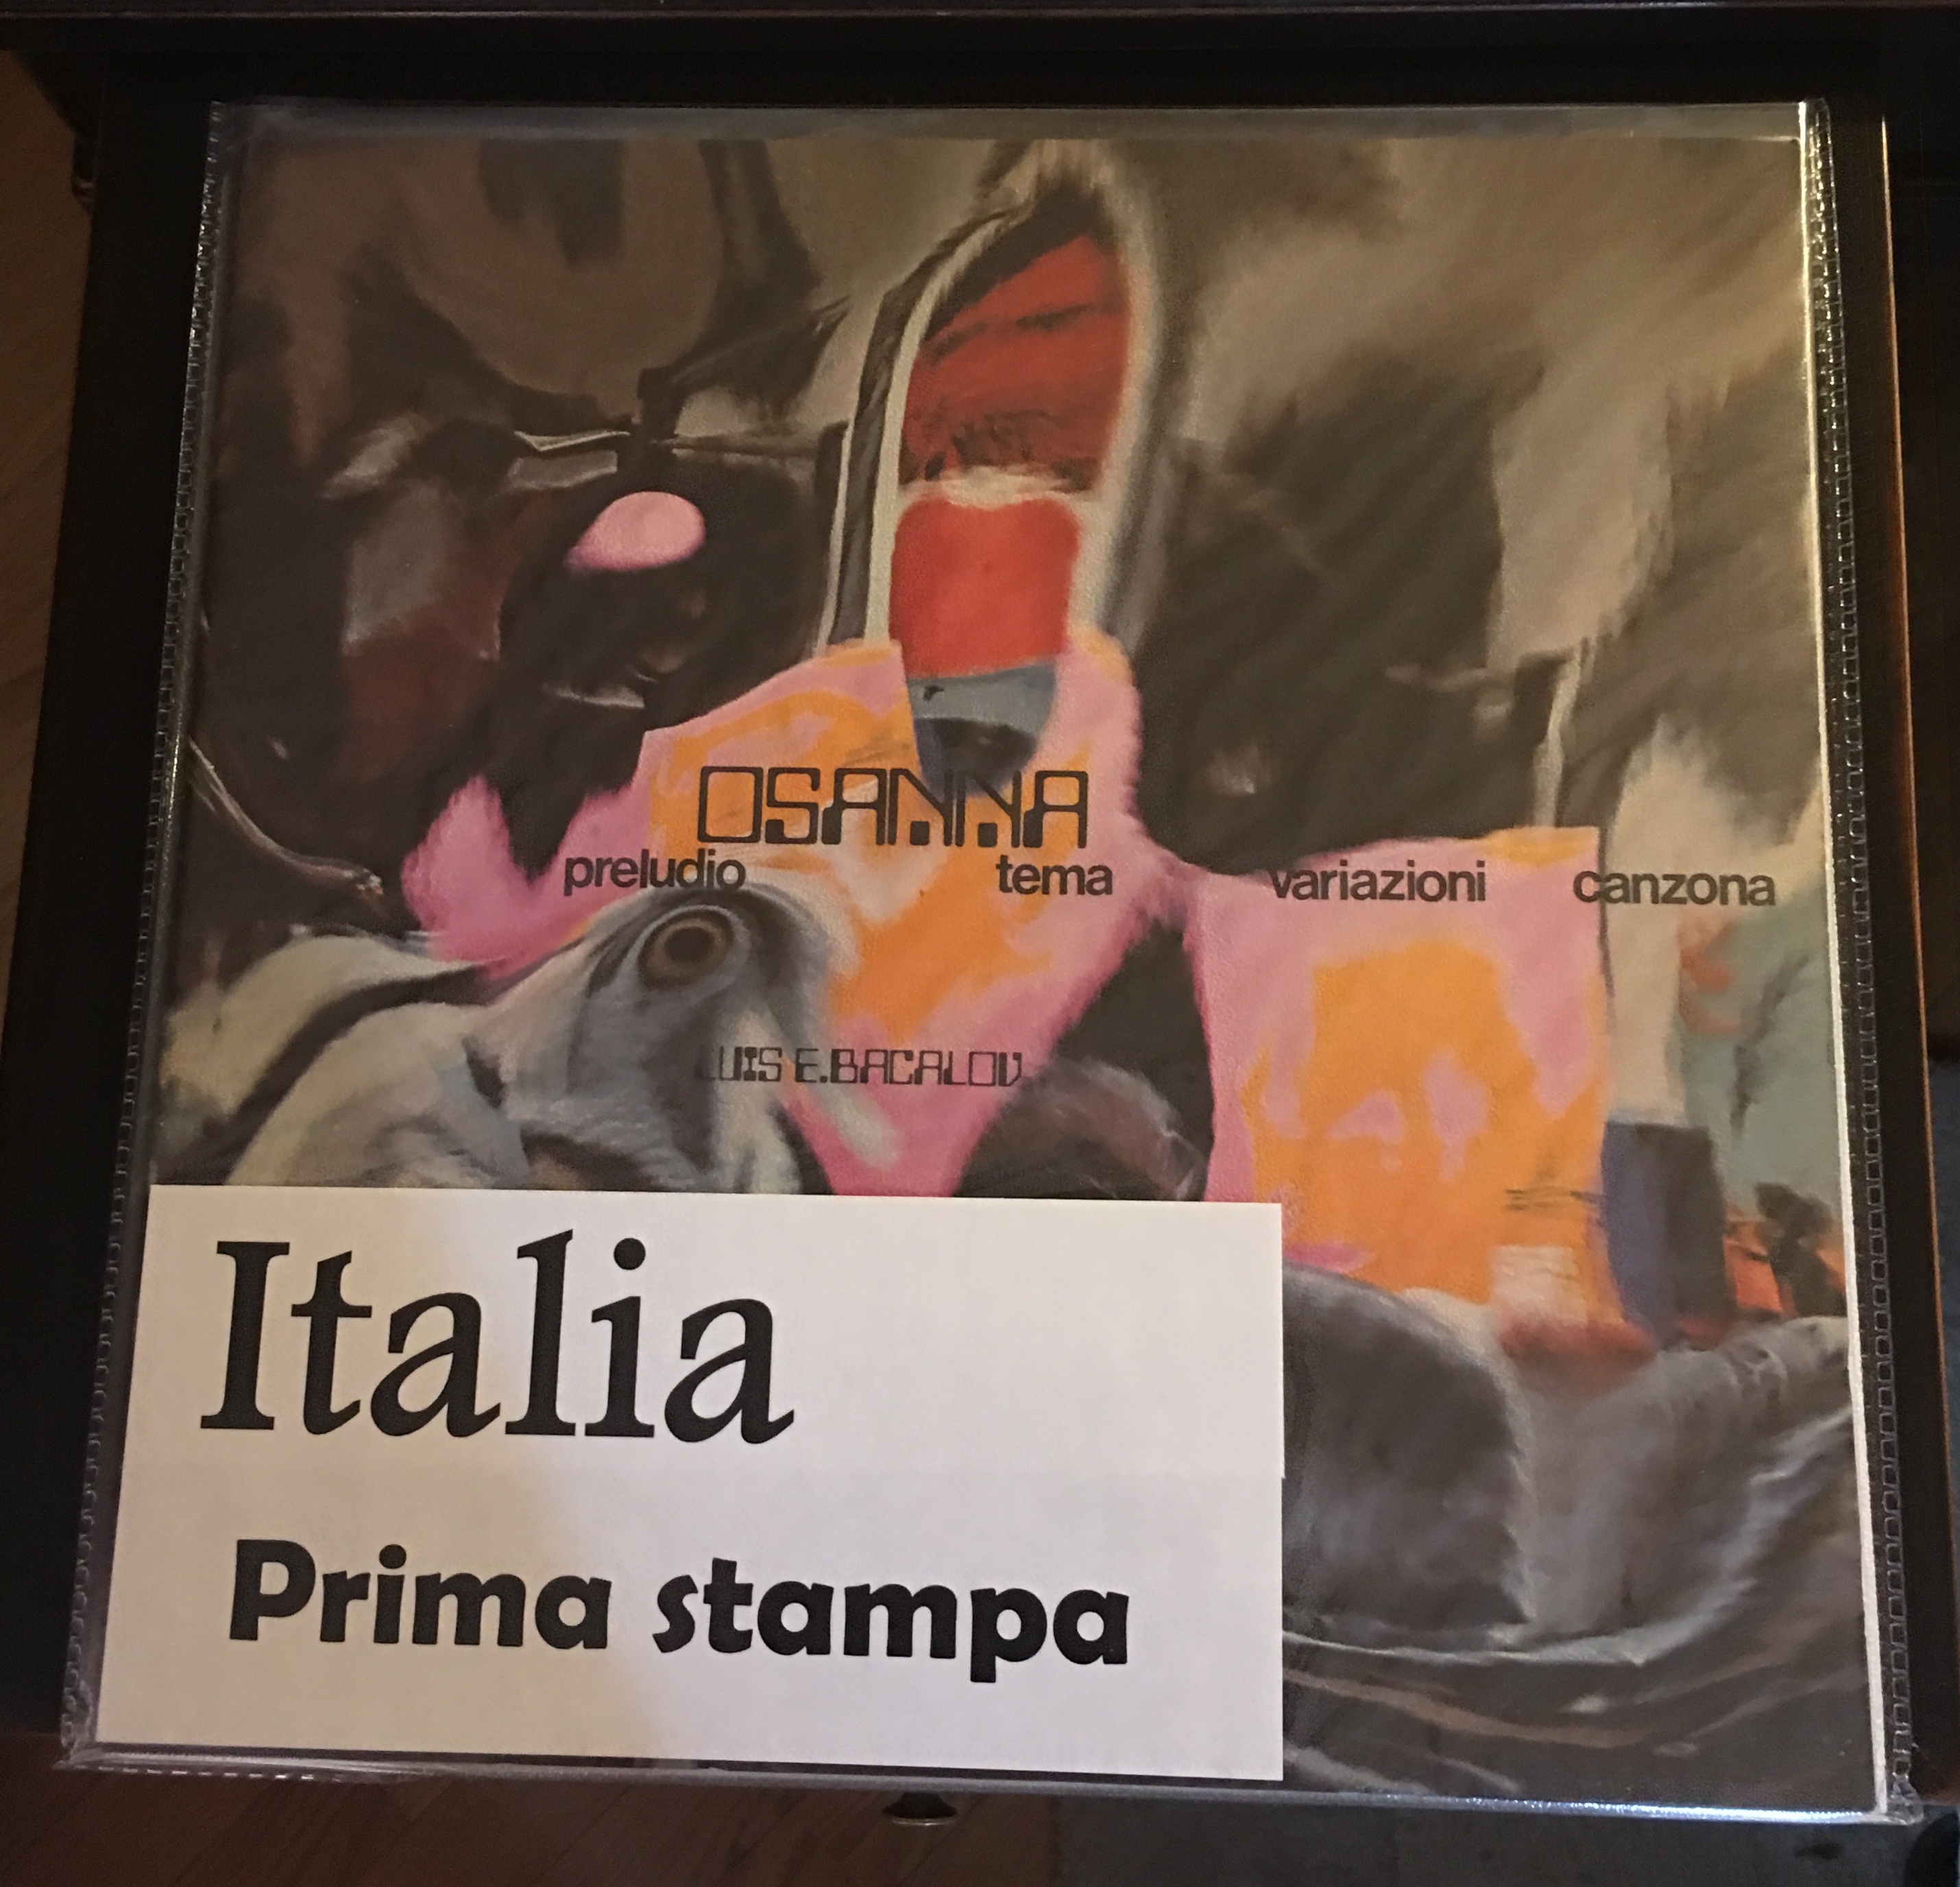 OSANNA
preludio tema variazioni canzona
LUIS E.BACALOV
Italia
Prima stampa